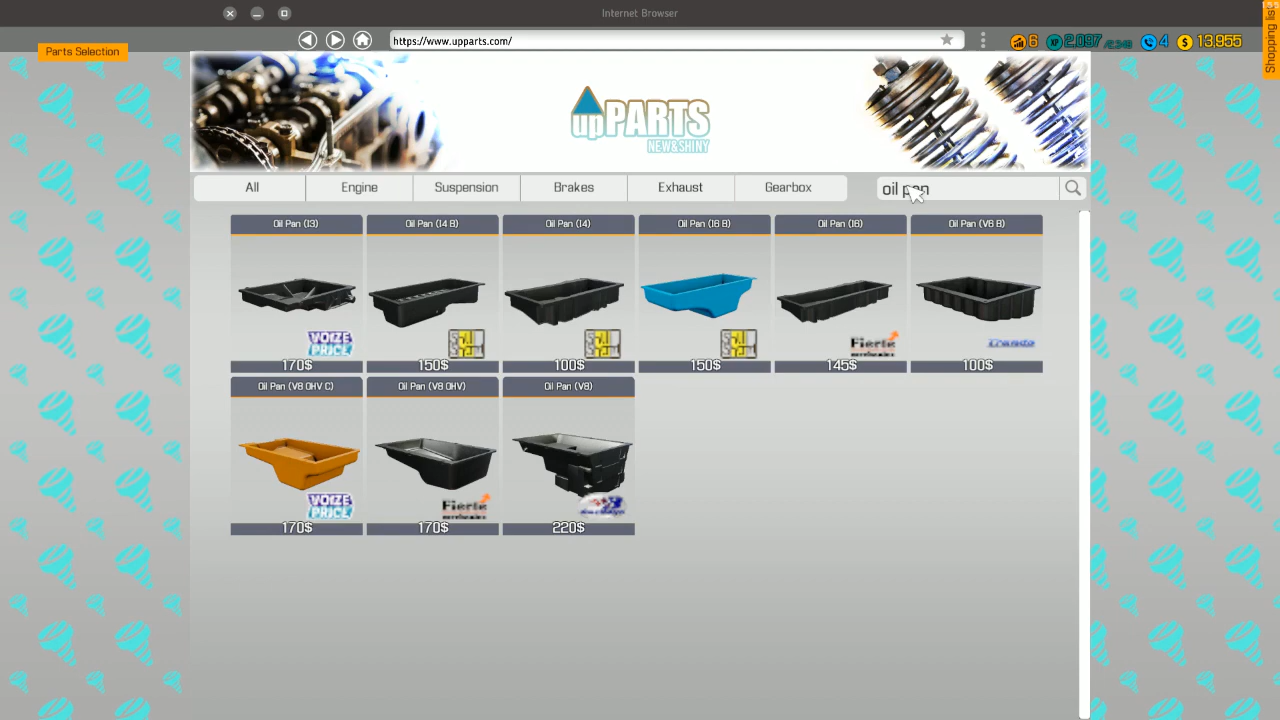 Internet Browser
https://www.upparts.com/
Parts Selection
6
2,097
4
$ 13,955
Shopping list
upPARTS
NEW&SHINY
All
Engine
Suspension
Brakes
Exhaust
Gearbox
oil pan
Oil Pan (I3)
Oil Pan (I4 B)
Oil Pan (I4)
Oil Pan (I6 B)
Oil Pan (I6)
Oil Pan (V6 B)
VOIZE PRICE
Fierte
170$
150$
100$
150$
145$
100$
Oil Pan (V8 OHV C)
Oil Pan (V8 OHV)
Oil Pan (V8)
VOIZE PRICE
Fierte
170$
170$
220$